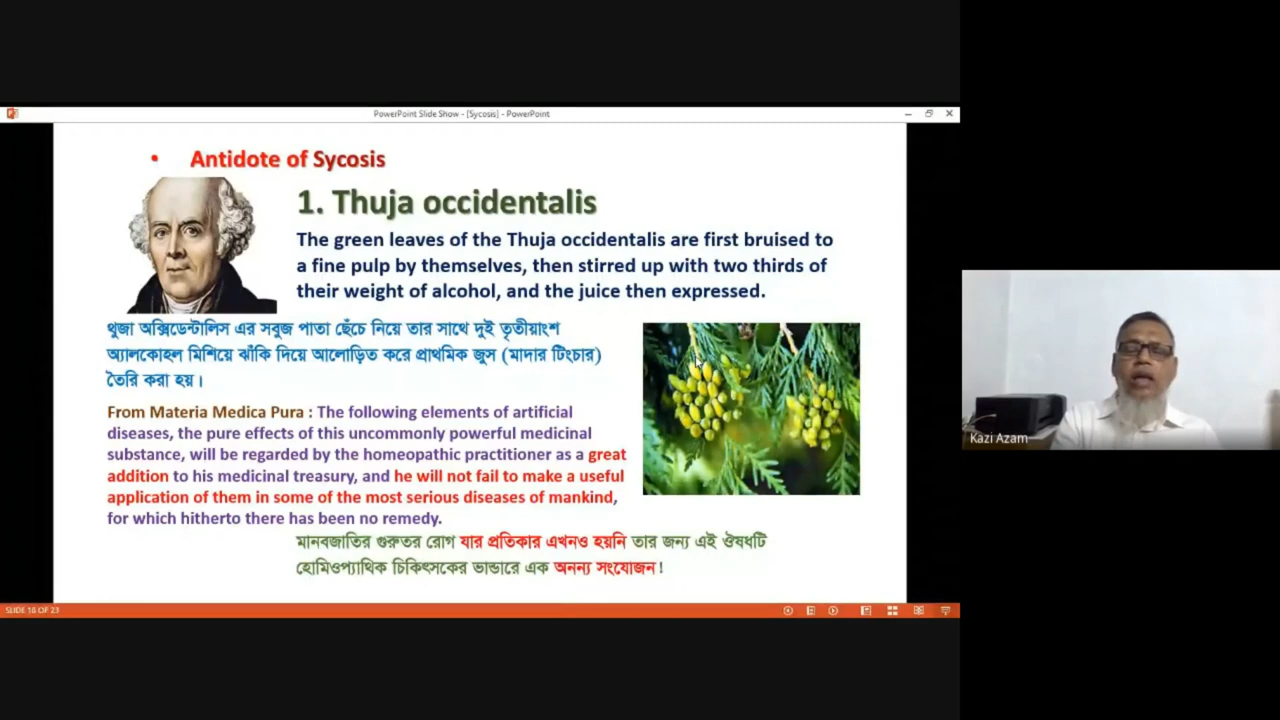 PowerPoint Slide Show - [Sycosis] - PowerPoint
• Antidote of Sycosis
1. Thuja occidentalis
The green leaves of the Thuja occidentalis are first bruised to
a fine pulp by themselves, then stirred up with two thirds of
their weight of alcohol, and the juice then expressed.
থুজা অক্সিডেন্টালিস এর সবুজ পাতা ছেঁচে নিয়ে তার সাথে দুই তৃতীয়াংশ
অ্যালকোহল মিশিয়ে ঝাঁকি দিয়ে আলোড়িত করে প্রাথমিক জুস (মাদার টিংচার)
তৈরি করা হয়।
From Materia Medica Pura : The following elements of artificial
diseases, the pure effects of this uncommonly powerful medicinal
substance, will be regarded by the homeopathic practitioner as a great
addition to his medicinal treasury, and he will not fail to make a useful
application of them in some of the most serious diseases of mankind,
for which hitherto there has been no remedy.
মানবজাতির গুরুতর রোগ যার প্রতিকার এখনও হয়নি তার জন্য এই ঔষধটি
হোমিওপ্যাথিক চিকিৎসকের ভান্ডারে এক অনন্য সংযোজন!
SLIDE 18 OF 23
Kazi Azam